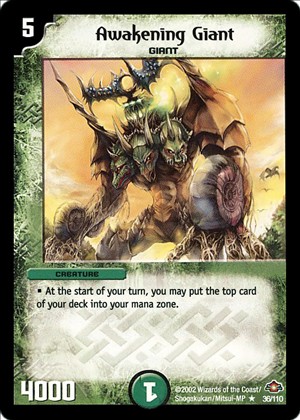 5
Awakening Giant
GIANT
CREATURE
• At the start of your turn, you may put the top card
of your deck into your mana zone.
4000
1
©2002 Wizards of the Coast/
Shogakukan/Mitsui-MP ★ 36/110